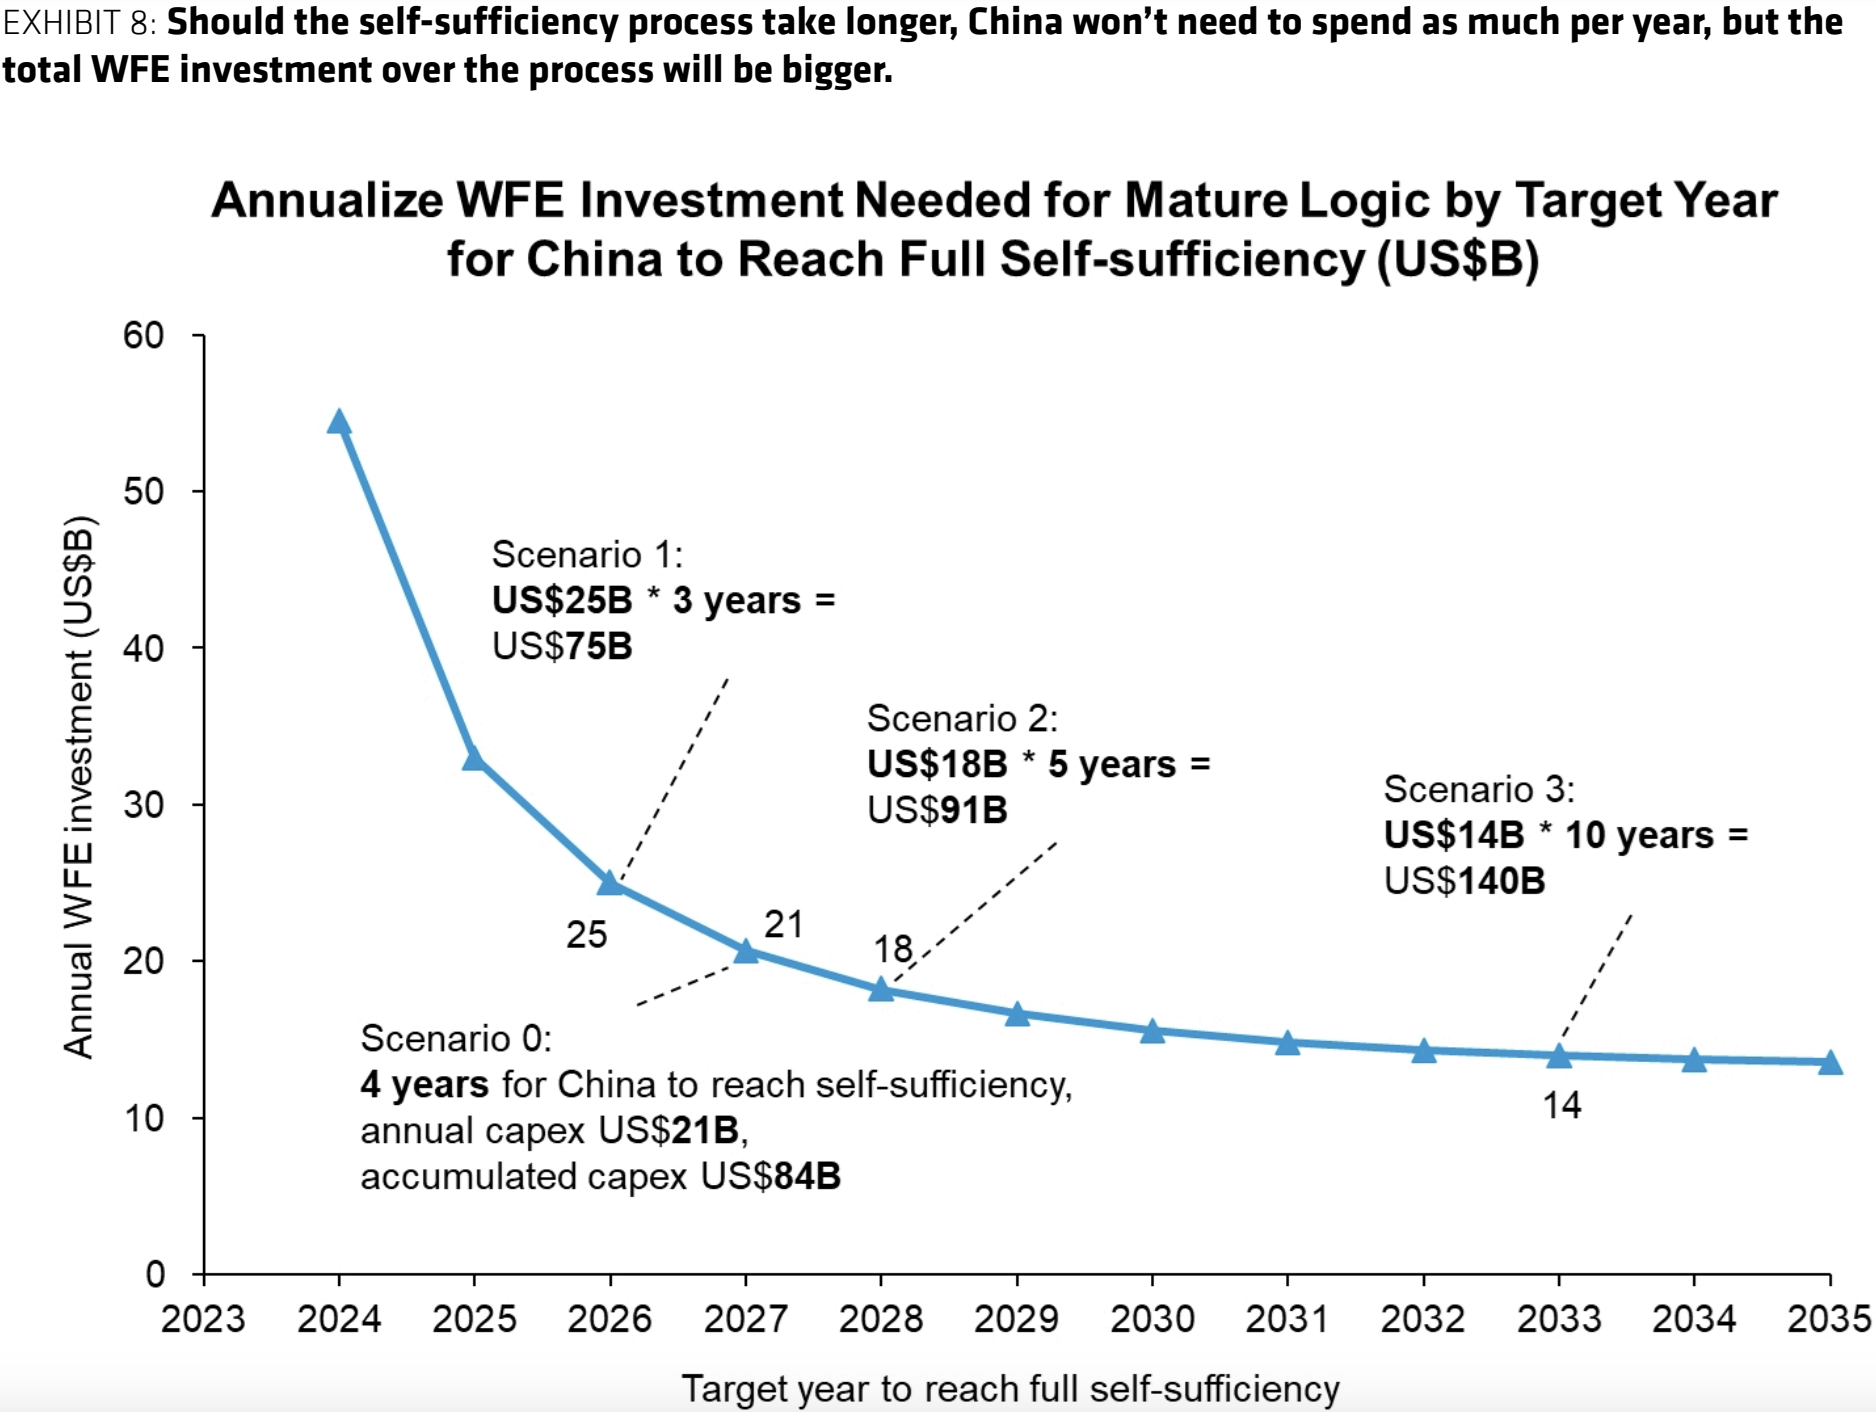 EXHIBIT 8: Should the self-sufficiency process take longer, China won’t need to spend as much per year, but the
total WFE investment over the process will be bigger.
Annualize WFE Investment Needed for Mature Logic by Target Year
for China to Reach Full Self-sufficiency (US$B)
Annual WFE investment (US$B)
60
50
40
30
20
10
0
Scenario 1:
US$25B * 3 years =
US$75B
Scenario 2:
US$18B * 5 years =
US$91B
Scenario 3:
US$14B * 10 years =
US$140B
25
21
18
14
Scenario 0:
4 years for China to reach self-sufficiency,
annual capex US$21B,
accumulated capex US$84B
2023 2024 2025 2026 2027 2028 2029 2030 2031 2032 2033 2034 2035
Target year to reach full self-sufficiency